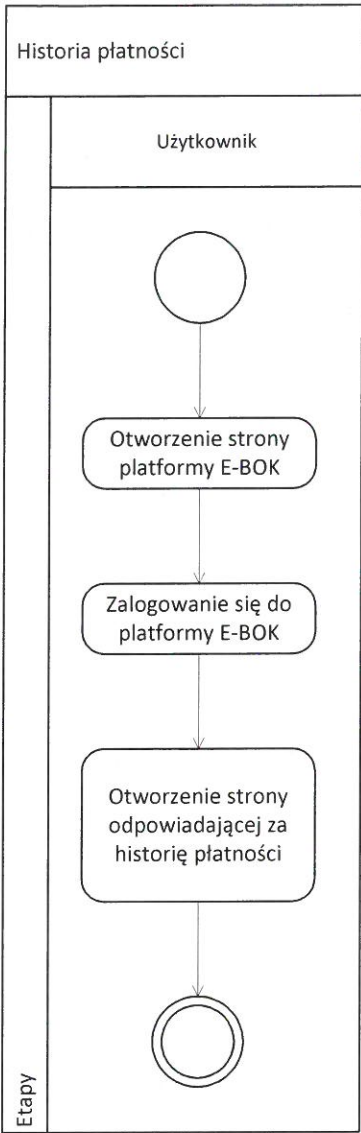 Historia płatności
Użytkownik
Otworzenie strony
platformy E-BOK
Zalogowanie się do
platformy E-BOK
Otworzenie strony
odpowiadającej za
historię płatności
Etapy